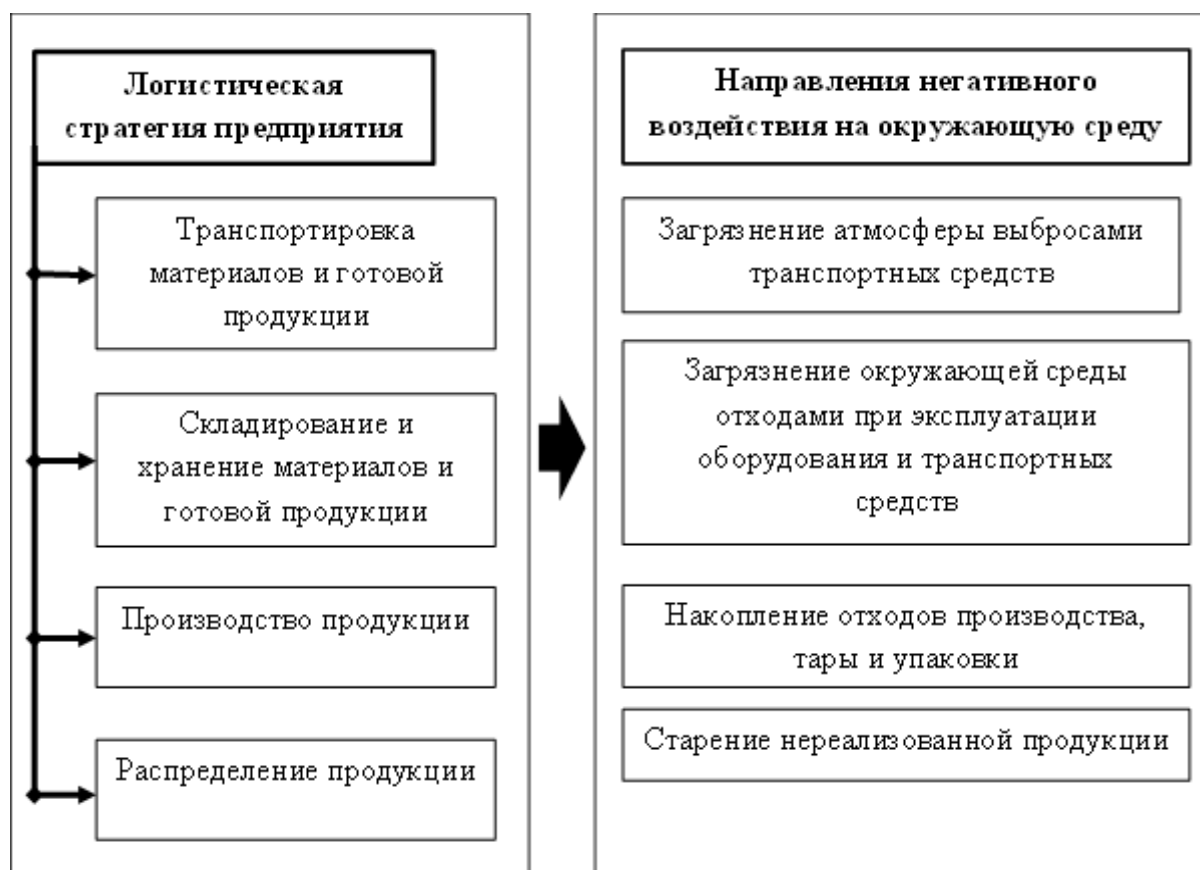 Логистическая
стратегия предприятия
Транспортировка
материалов и готовой
продукции
Складирование и
хранение материалов и
готовой продукции
Производство продукции
Распределение продукции
Направления негативного
воздействия на окружающую среду
Загрязнение атмосферы выбросами
транспортных средств
Загрязнение окружающей среды
отходами при эксплуатации
оборудования и транспортных
средств
Накопление отходов производства,
тары и упаковки
Старение нереализованной продукции